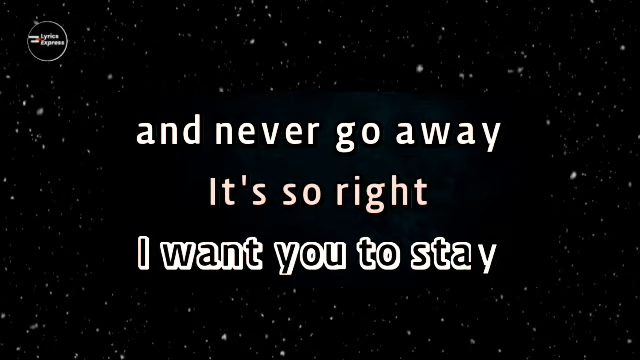 Lyrics
Express
and never go away
It's so right
I want you to stay